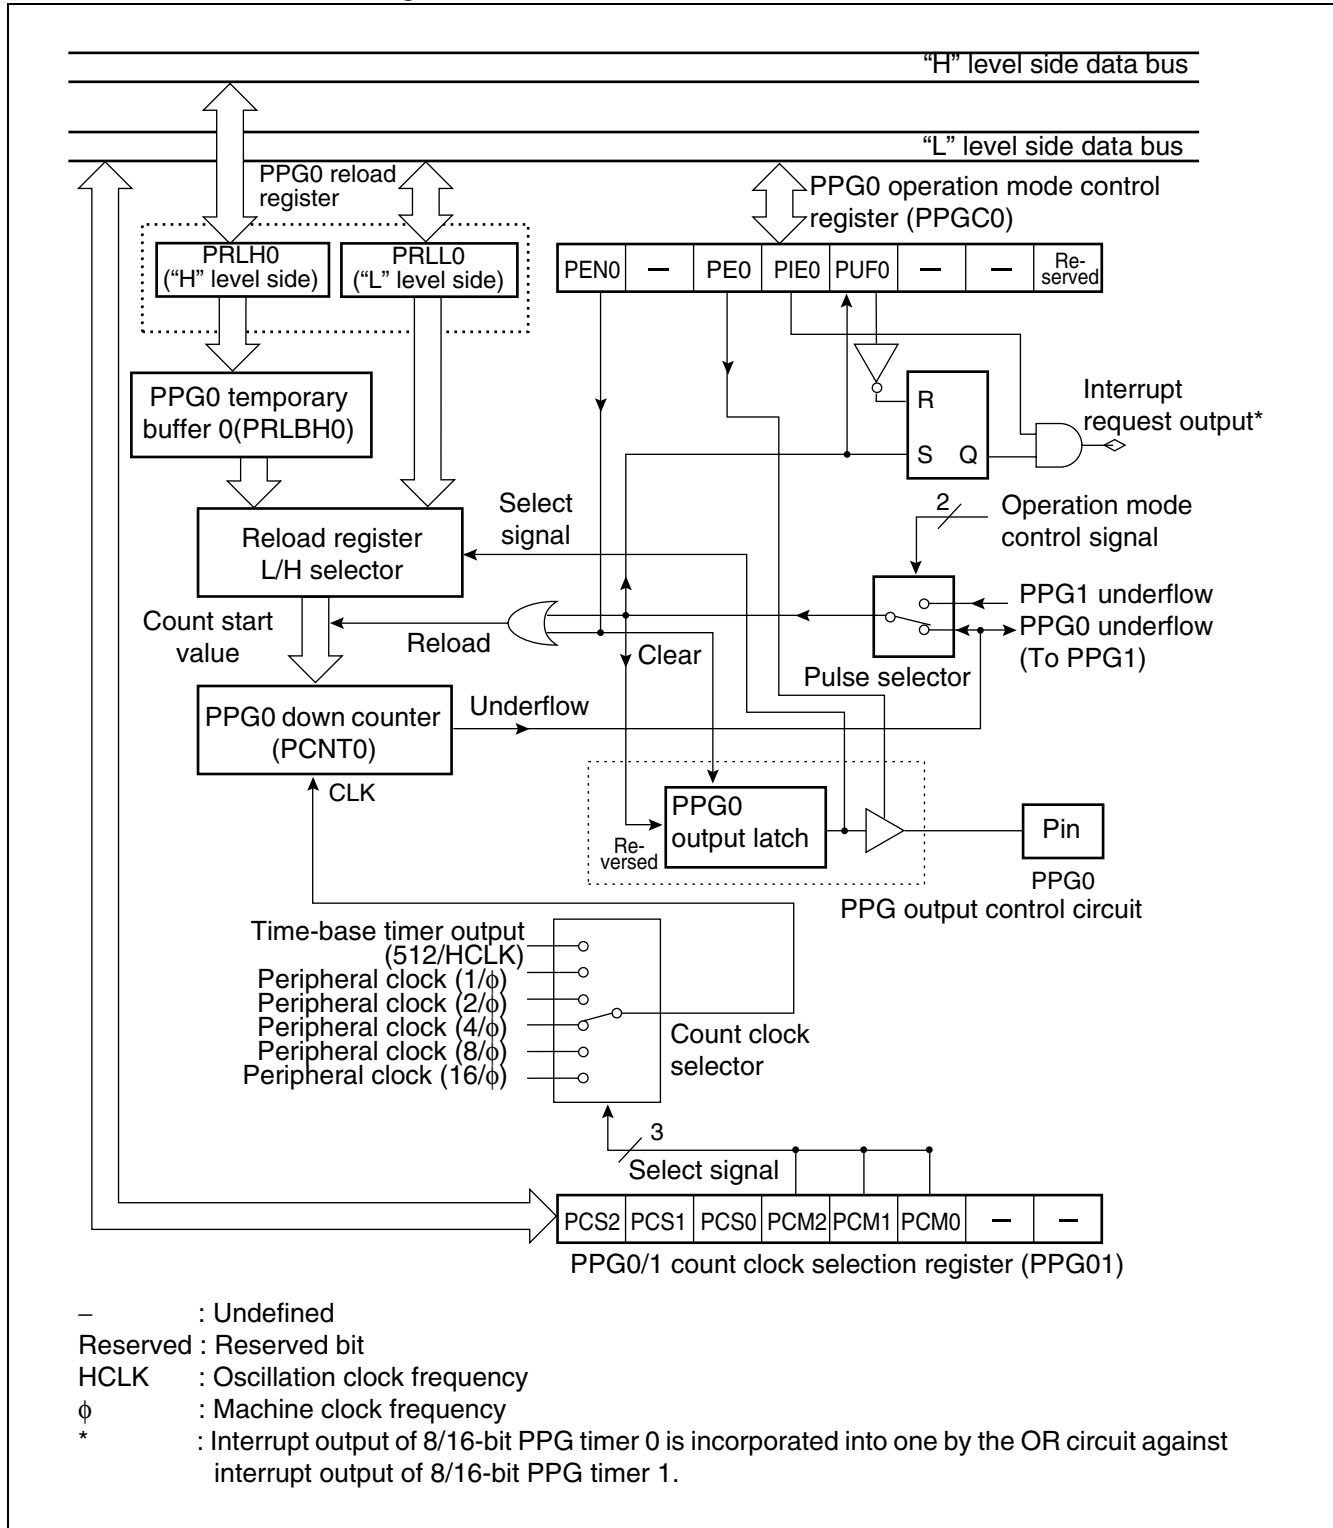 “H” level side data bus
“L” level side data bus
PPG0 reload
register
PPG0 operation mode control
register (PPGC0)
PRLH0
(“H” level side)
PRLL0
(“L” level side)
PEN0 — PE0 PIE0 PUF0 — — Re-
served
PPG0 temporary
buffer 0(PRLBH0)
R
S Q
Interrupt
request output*
Select
signal
2
Operation mode
control signal
Reload register
L/H selector
Count start
value
Reload
Clear
PPG1 underflow
PPG0 underflow
(To PPG1)
Pulse selector
PPG0 down counter
(PCNT0)
Underflow
CLK
PPG0
output latch
Re-
versed
Pin
PPG0
PPG output control circuit
Time-base timer output
(512/HCLK)
Peripheral clock (1/ϕ)
Peripheral clock (2/ϕ)
Peripheral clock (4/ϕ)
Peripheral clock (8/ϕ)
Peripheral clock (16/ϕ)
Count clock
selector
3
Select signal
PCS2 PCS1 PCS0 PCM2 PCM1 PCM0 — —
PPG0/1 count clock selection register (PPG01)
– : Undefined
Reserved : Reserved bit
HCLK : Oscillation clock frequency
ϕ : Machine clock frequency
* : Interrupt output of 8/16-bit PPG timer 0 is incorporated into one by the OR circuit against
interrupt output of 8/16-bit PPG timer 1.